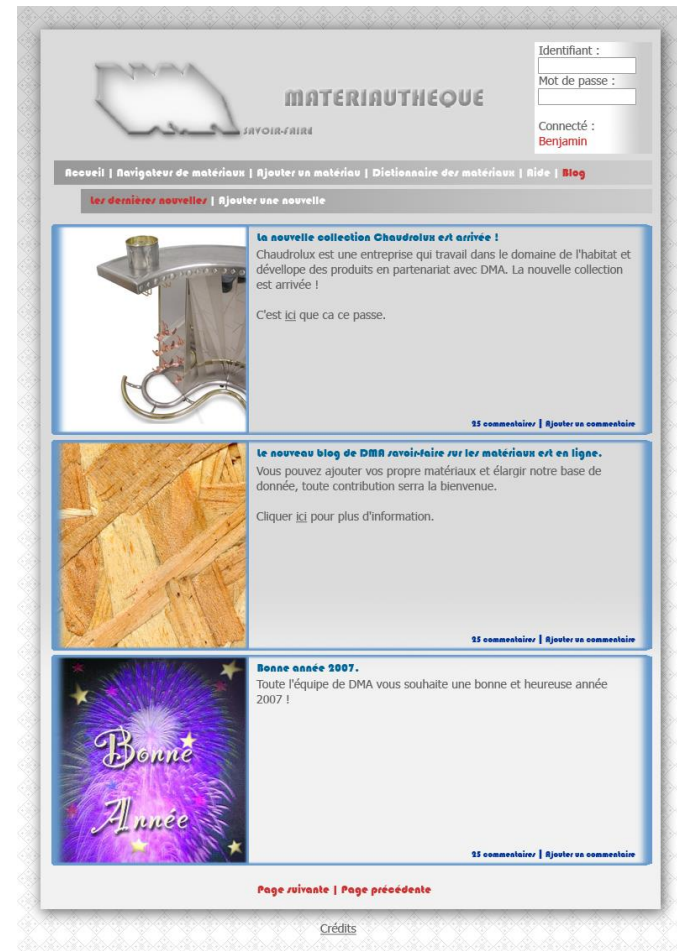 Identifiant :
Mot de passe :
MATERIAUTHEQUE
SAVOIR-FAIRE
Connecté :
Benjamin
Accueil | Navigateur de matériaux | Ajouter un matériau | Dictionnaire des matériaux | Aide | Blog
Les dernières nouvelles | Ajouter une nouvelle
La nouvelle collection Chaudrolux est arrivée !
Chaudrolux est une entreprise qui travail dans le domaine de l'habitat et
dévellope des produits en partenariat avec DMA. La nouvelle collection
est arrivée !
C'est ici que ca ce passe.
25 commentaires | Ajouter un commentaire
Le nouveau blog de DMA savoir-faire sur les matériaux est en ligne.
Vous pouvez ajouter vos propre matériaux et élargir notre base de
donnée, toute contribution serra la bienvenue.
Cliquer ici pour plus d'information.
25 commentaires | Ajouter un commentaire
Bonne année 2007.
Toute l'équipe de DMA vous souhaite une bonne et heureuse année
2007 !
Bonne
Année
25 commentaires | Ajouter un commentaire
Page suivante | Page précédente
Crédits